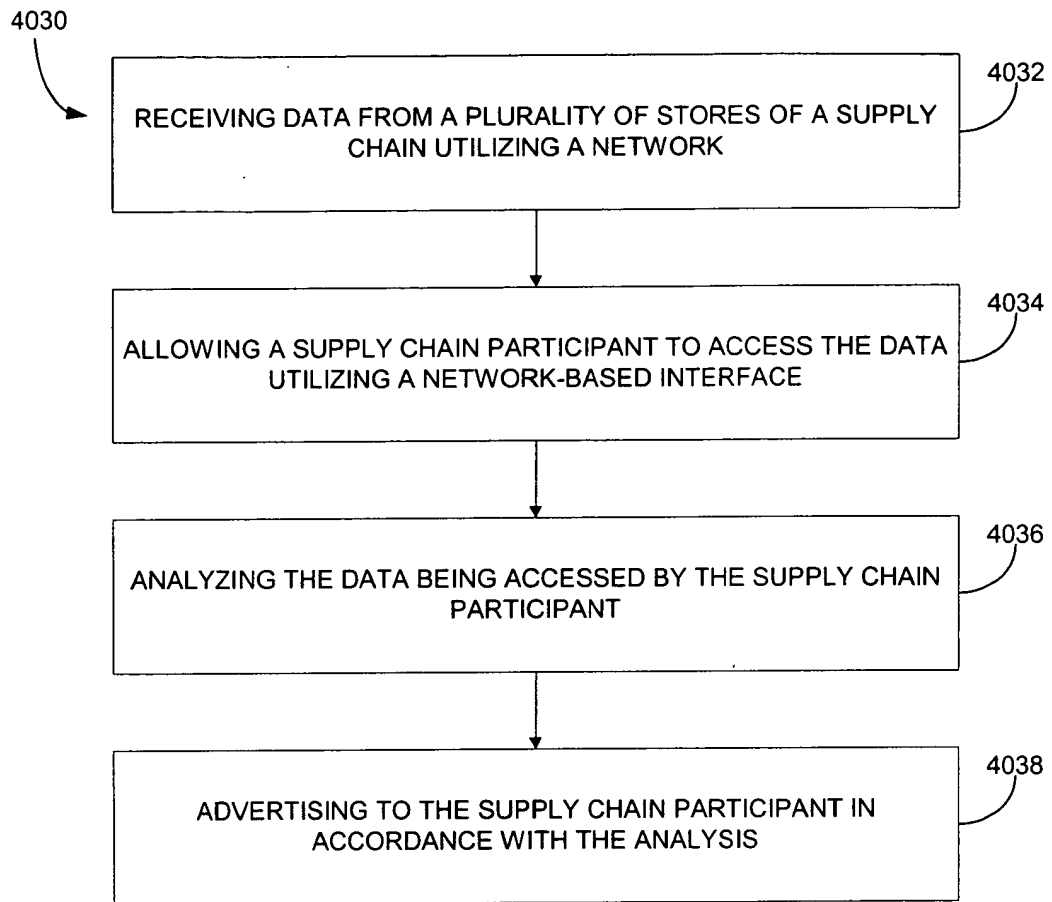 4030
4032
RECEIVING DATA FROM A PLURALITY OF STORES OF A SUPPLY
CHAIN UTILIZING A NETWORK
4034
ALLOWING A SUPPLY CHAIN PARTICIPANT TO ACCESS THE DATA
UTILIZING A NETWORK-BASED INTERFACE
4036
ANALYZING THE DATA BEING ACCESSED BY THE SUPPLY CHAIN
PARTICIPANT
4038
ADVERTISING TO THE SUPPLY CHAIN PARTICIPANT IN
ACCORDANCE WITH THE ANALYSIS